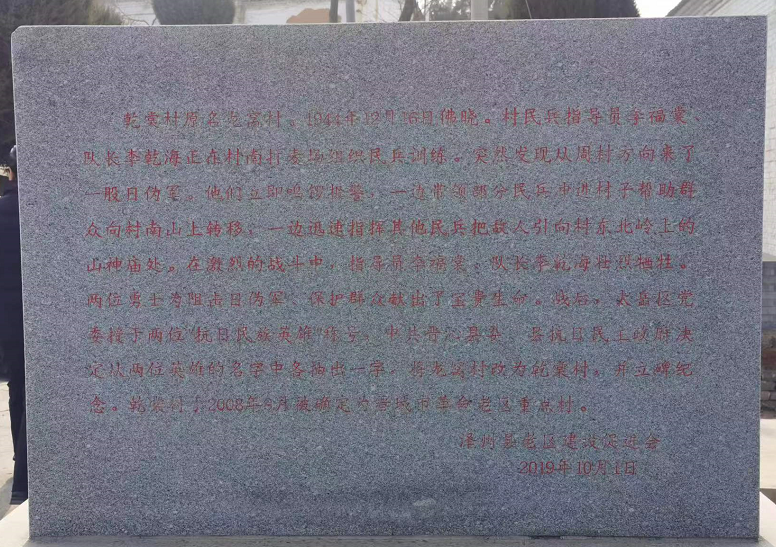 乾棠村原名窑窝村。1944年12月16日拂晓。村民兵指导员李福棠、
队长李乾海正在村南打麦场组织民兵训练。突然发现从周村方向来了
一股日伪军。他们立即鸣锣报警，一边带领部分民兵冲进村子帮助群
众向村南山上转移，一边迅速指挥其他民兵把敌人引向村东北岭上的
山神庙处。在激烈的战斗中，指导员李福棠、队长李乾海壮烈牺牲。
两位勇士为阻击日伪军、保护群众献出了宝贵生命。战后，太岳区党
委授于两位"抗日民族英雄"称号，中共晋沁县委、县抗日民主政府决
定从两位英雄的名字中各抽出一字，将窑窝村改为乾棠村，并立碑纪
念。乾棠村于2008年9月被确定为晋城市革命老区重点村。
泽州县老区建设促进会
2019年10月1日